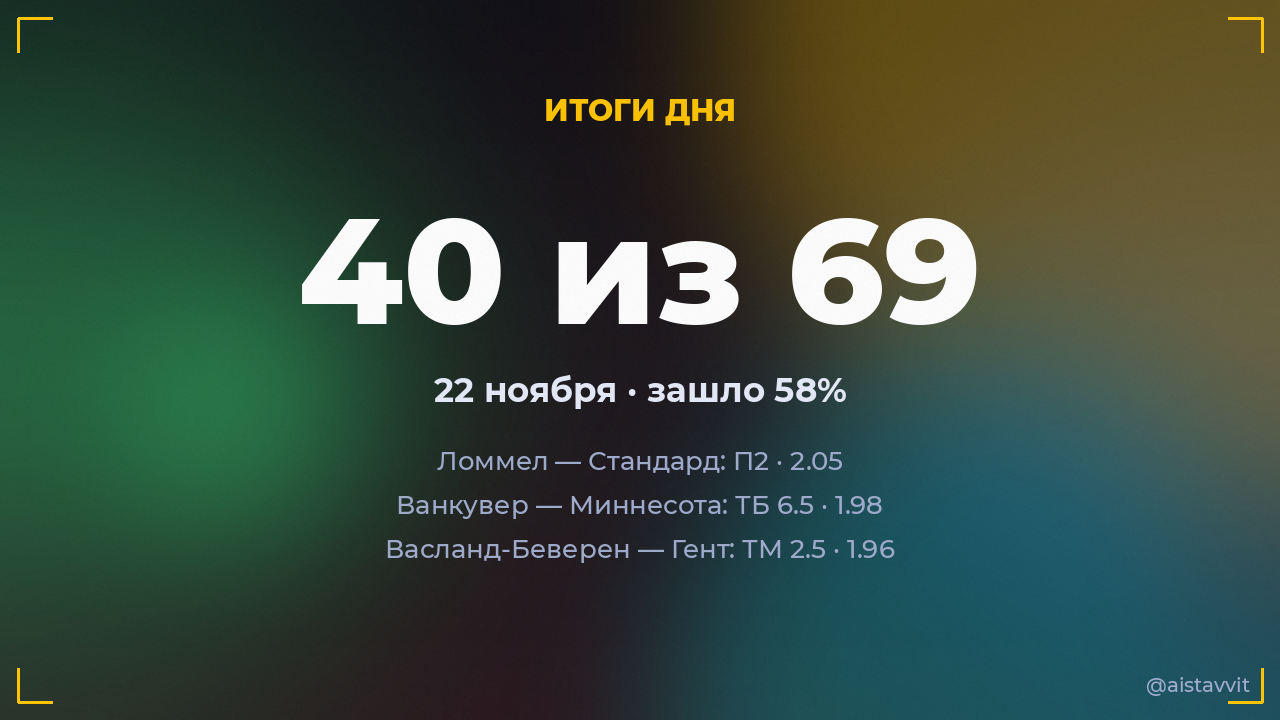 ИТОГИ ДНЯ
40 из 69
22 ноября · зашло 58%
Ломмел — Стандард: П2 · 2.05
Ванкувер — Миннесота: ТБ 6.5 · 1.98
Васланд-Беверен — Гент: ТМ 2.5 · 1.96
@aistavvit